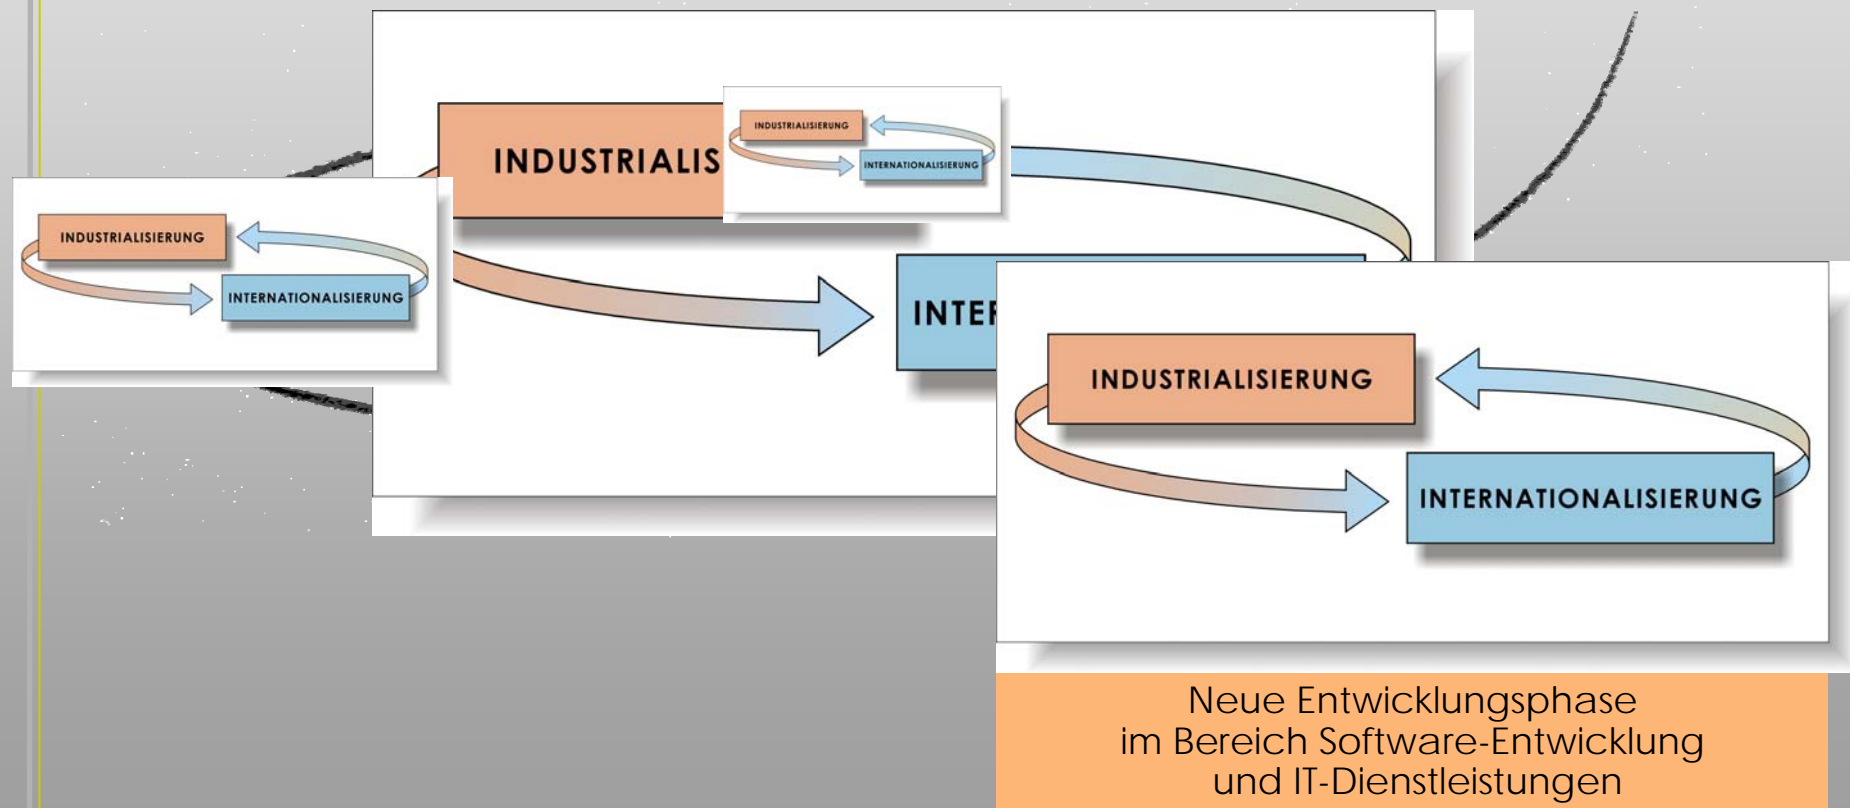 INDUSTRIALIS
INDUSTRIALISIERUNG
INTERNATIONALISIERUNG
INDUSTRIALISIERUNG
INTERNATIONALISIERUNG
INTER
INDUSTRIALISIERUNG
INTERNATIONALISIERUNG
Neue Entwicklungsphase
im Bereich Software-Entwicklung
und IT-Dienstleistungen